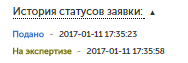 История статусов заявки: ▲
Подано - 2017-01-11 17:35:23
На экспертизе - 2017-01-11 17:35:58